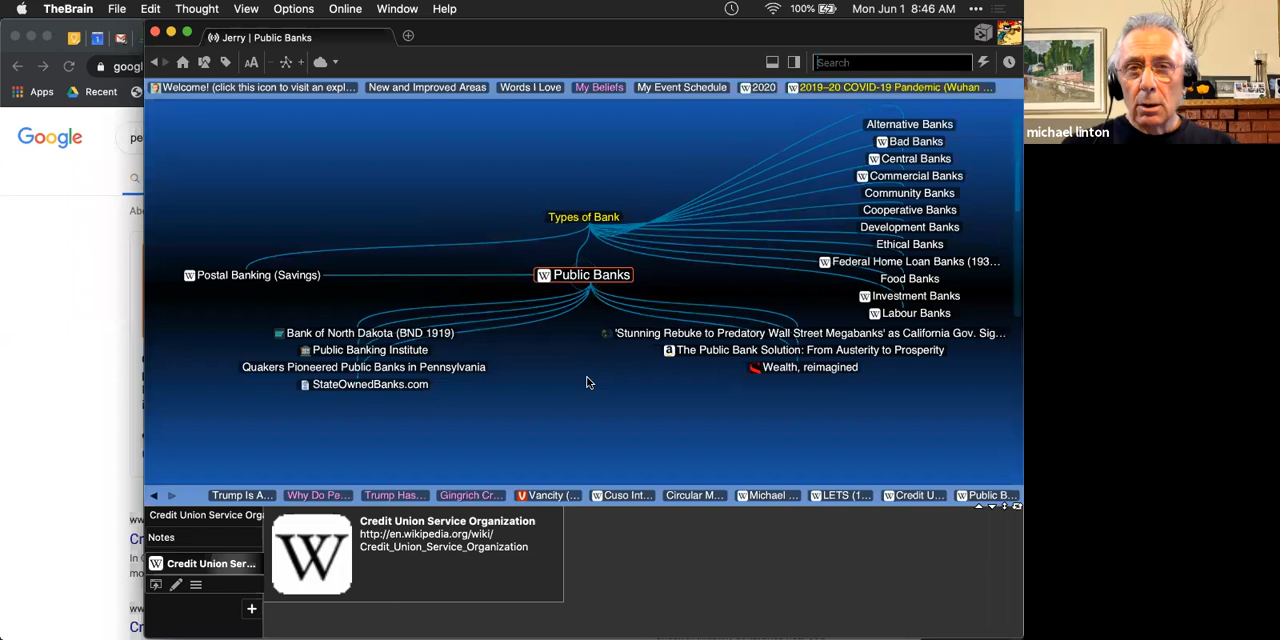 TheBrain File Edit Thought View Options Online Window Help 100% Mon Jun 1 8:46 AM
Jerry | Public Banks
googl
AA
Search
Apps Recent
Welcome! (click this icon to visit an expl... New and Improved Areas Words I Love My Beliefs My Event Schedule 2020 2019–20 COVID-19 Pandemic (Wuhan ...
Google
pe
michael linton
Alternative Banks
Bad Banks
Central Banks
Commercial Banks
Community Banks
Cooperative Banks
Development Banks
Ethical Banks
Federal Home Loan Banks (193...
Food Banks
Investment Banks
Labour Banks
Types of Bank
Postal Banking (Savings)
Public Banks
Bank of North Dakota (BND 1919)
Public Banking Institute
Quakers Pioneered Public Banks in Pennsylvania
StateOwnedBanks.com
'Stunning Rebuke to Predatory Wall Street Megabanks' as California Gov. Sig...
The Public Bank Solution: From Austerity to Prosperity
Wealth, reimagined
Trump Is A... Why Do Pe... Trump Has... Gingrich Cr... Vancity (... Cuso Int... Circular M... Michael ... LETS (1... Credit U... Public B...
Credit Union Service Orga
Notes
Credit Union Ser...
Credit Union Service Organization
http://en.wikipedia.org/wiki/
Credit_Union_Service_Organization